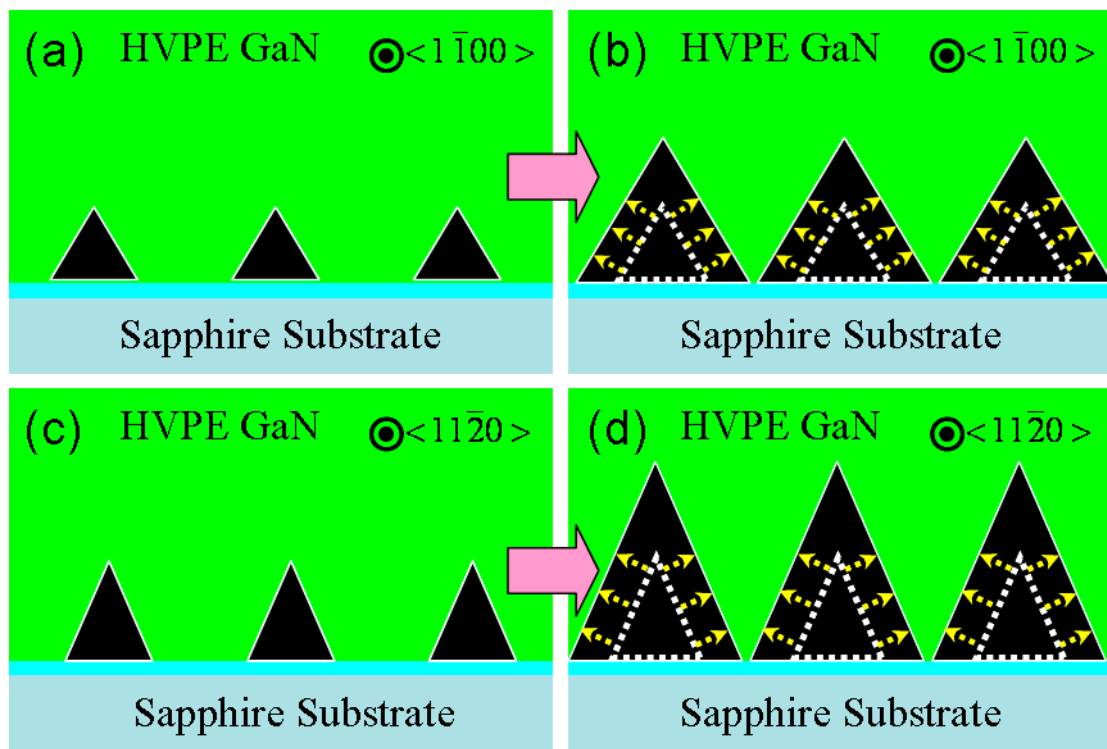 (a) HVPE GaN <11̅00>
(b) HVPE GaN <11̅00>
Sapphire Substrate
Sapphire Substrate
(c) HVPE GaN <112̅0>
(d) HVPE GaN <112̅0>
Sapphire Substrate
Sapphire Substrate